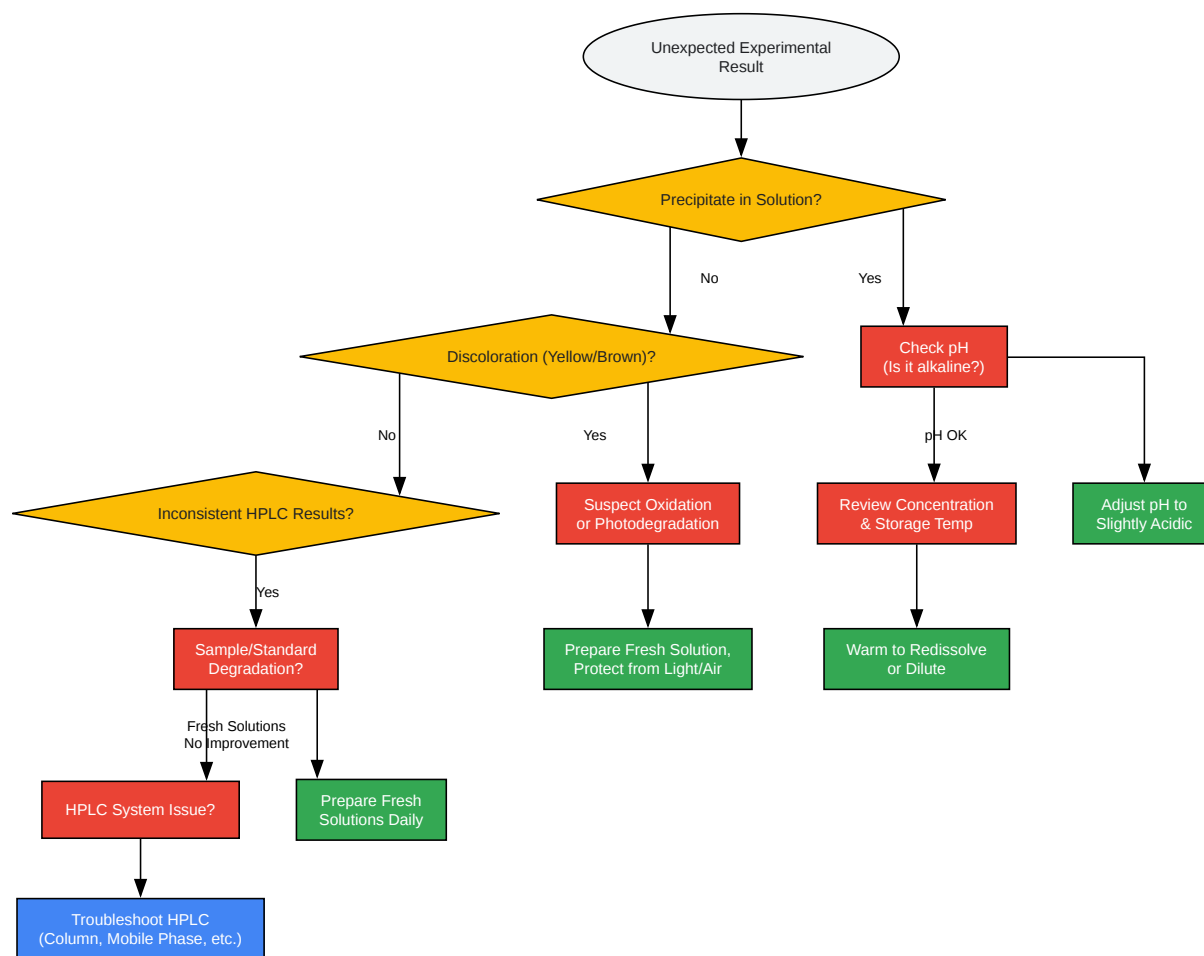 Unexpected Experimental
Result
Precipitate in Solution?
No
Yes
Discoloration (Yellow/Brown)?
Check pH
(Is it alkaline?)
No
Yes
pH OK
Inconsistent HPLC Results?
Suspect Oxidation
or Photodegradation
Review Concentration
& Storage Temp
Adjust pH to
Slightly Acidic
Yes
Sample/Standard
Degradation?
Prepare Fresh Solution,
Protect from Light/Air
Warm to Redissolve
or Dilute
Fresh Solutions
No Improvement
HPLC System Issue?
Prepare Fresh
Solutions Daily
Troubleshoot HPLC
(Column, Mobile Phase, etc.)